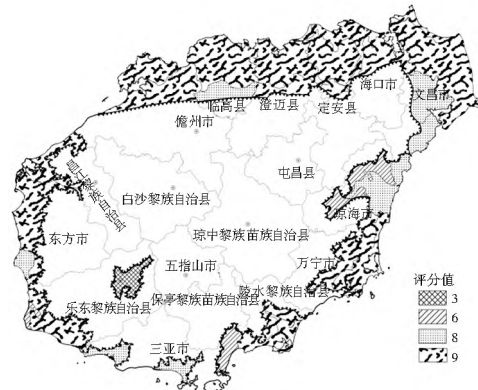 海口市
文昌市
临高县
澄迈县
定安县
儋州市
屯昌县
昌江黎族自治县
白沙黎族自治县
琼海市
琼中黎族苗族自治县
东方市
五指山市
万宁市
陵水黎族自治县
保亭黎族苗族自治县
乐东黎族自治县
三亚市
评分值
3
6
8
9